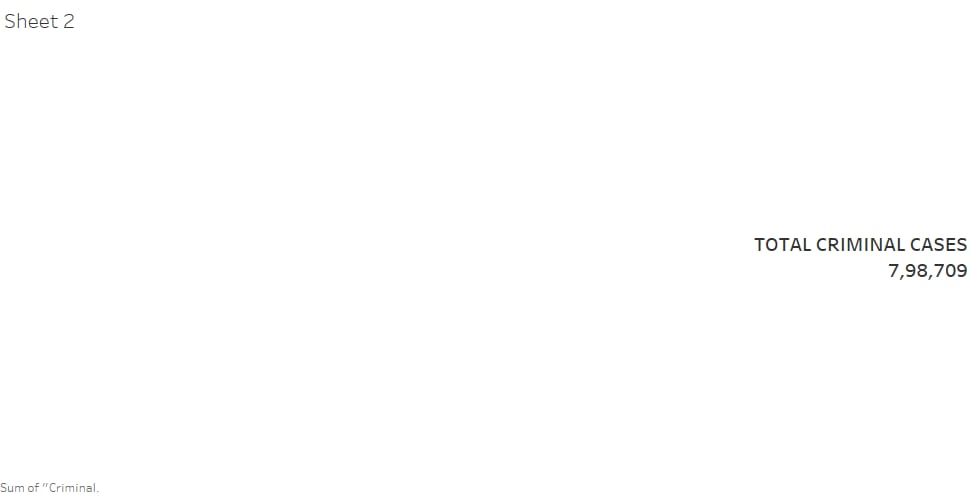 Sheet 2
TOTAL CRIMINAL CASES
7,98,709
Sum of "Criminal.